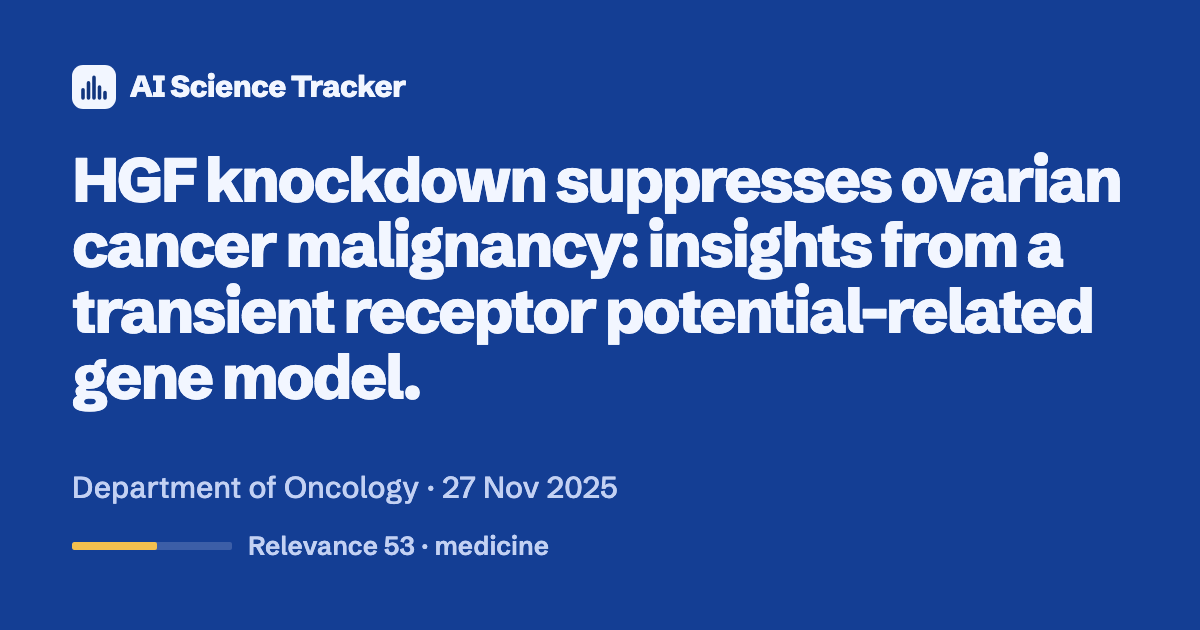 AI Science Tracker
HGF knockdown suppresses ovarian
cancer malignancy: insights from a
transient receptor potential-related
gene model.
Department of Oncology · 27 Nov 2025
Relevance 53 · medicine